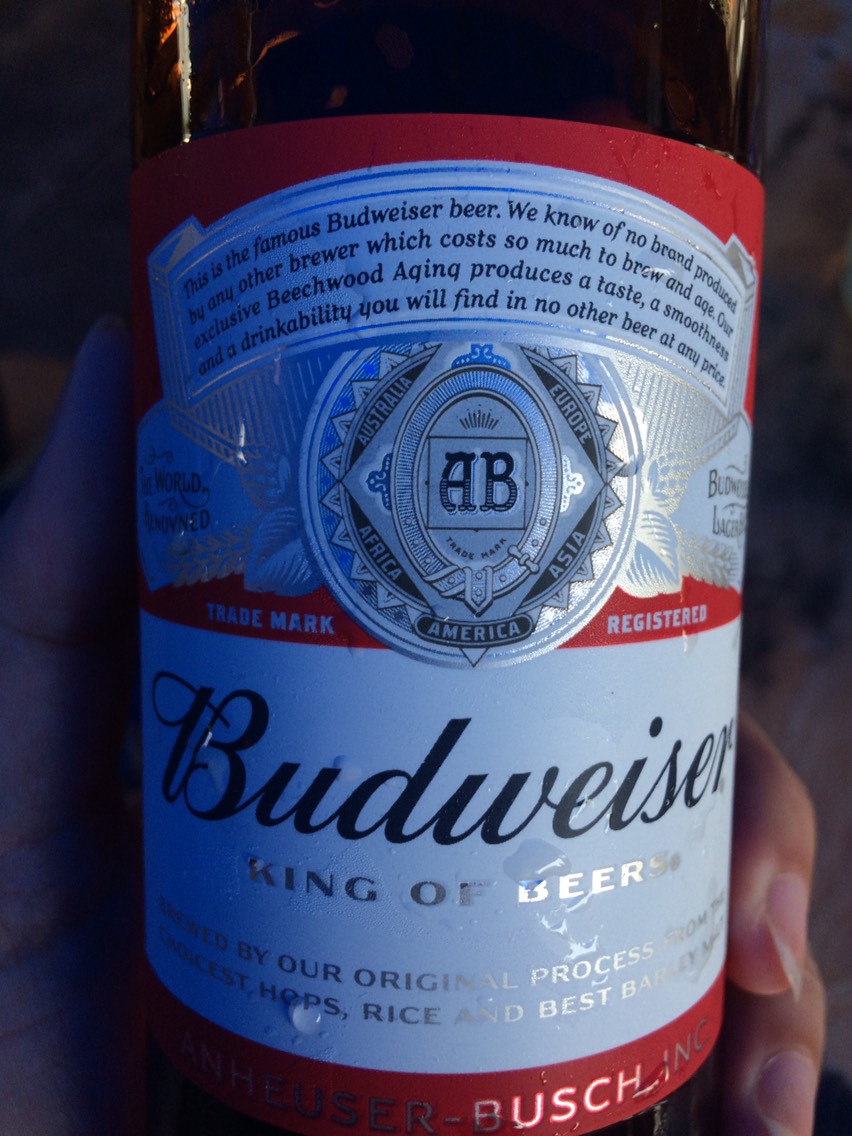 This is the famous Budweiser beer. We know of no brand produced
by any other brewer which costs so much to brew and age. Our
exclusive Beechwood Aging produces a taste, a smoothness
and a drinkability you will find in no other beer at any price.
AUSTRALIA
EUROPE
AB
TRADE MARK
AFRICA
ASIA
AMERICA
WORLD
RENOWNED
TRADE MARK
REGISTERED
Budweiser
KING OF BEERS®
BREWED BY OUR ORIGINAL PROCESS FROM THE
CHOICEST HOPS, RICE AND BEST BARLEY
ANHEUSER-BUSCH, INC